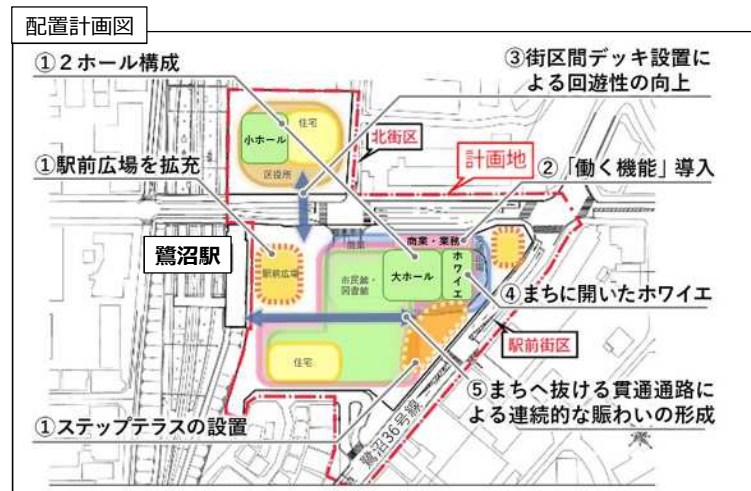 配置計画図
①２ホール構成
③街区間デッキ設置に
よる回遊性の向上
住宅
小ホール
北街区
区役所
計画地
①駅前広場を拡充
②「働く機能」導入
鷺沼駅
商業
商業・業務
駅前広場
市民館・
図書館
大ホール
ホワイエ
④まちに開いたホワイエ
駅前街区
住宅
⑤まちへ抜ける貫通通路に
よる連続的な賑わいの形成
①ステップテラスの設置
鷺沼36号線